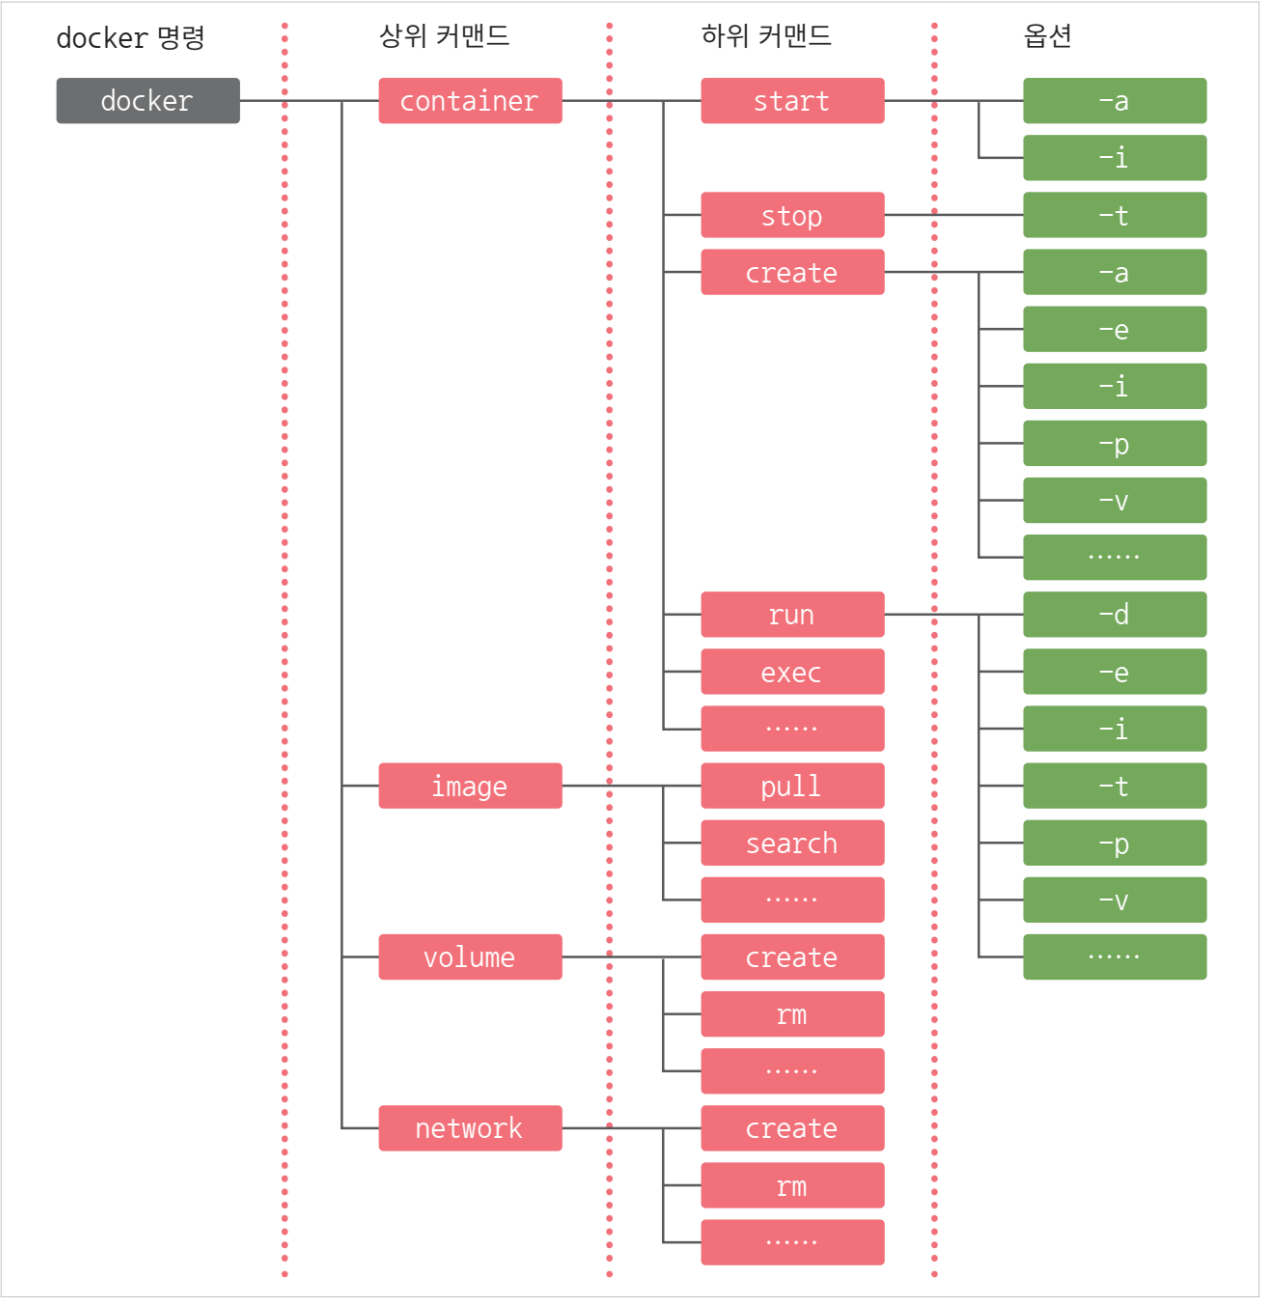 docker 명령 상위 커맨드 하위 커맨드 옵션
docker container start -a
-i
stop -t
create -a
-e
-i
-p
-v
……
run -d
exec -e
…… -i
image pull -t
search -p
…… -v
volume create ……
rm
……
network create
rm
……